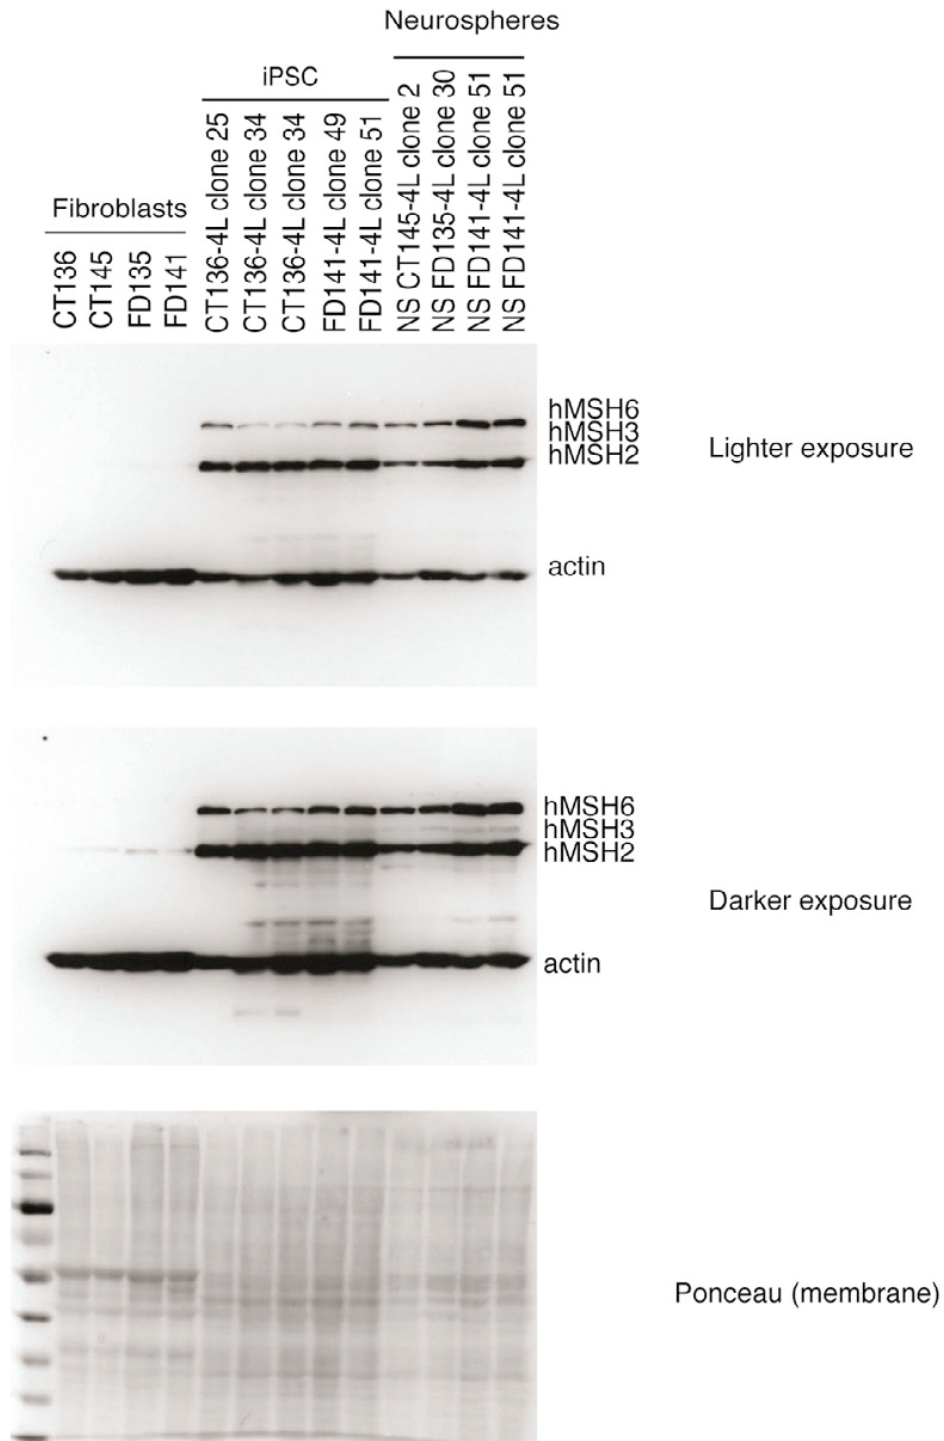 Neurospheres
iPSC
Fibroblasts
CT136
CT145
FD135
FD141
CT136-4L clone 25
CT136-4L clone 34
CT136-4L clone 34
FD141-4L clone 49
FD141-4L clone 51
NS CT145-4L clone 2
NS FD135-4L clone 30
NS FD141-4L clone 51
NS FD141-4L clone 51
hMSH6
hMSH3
hMSH2
Lighter exposure
actin
hMSH6
hMSH3
hMSH2
Darker exposure
actin
Ponceau (membrane)